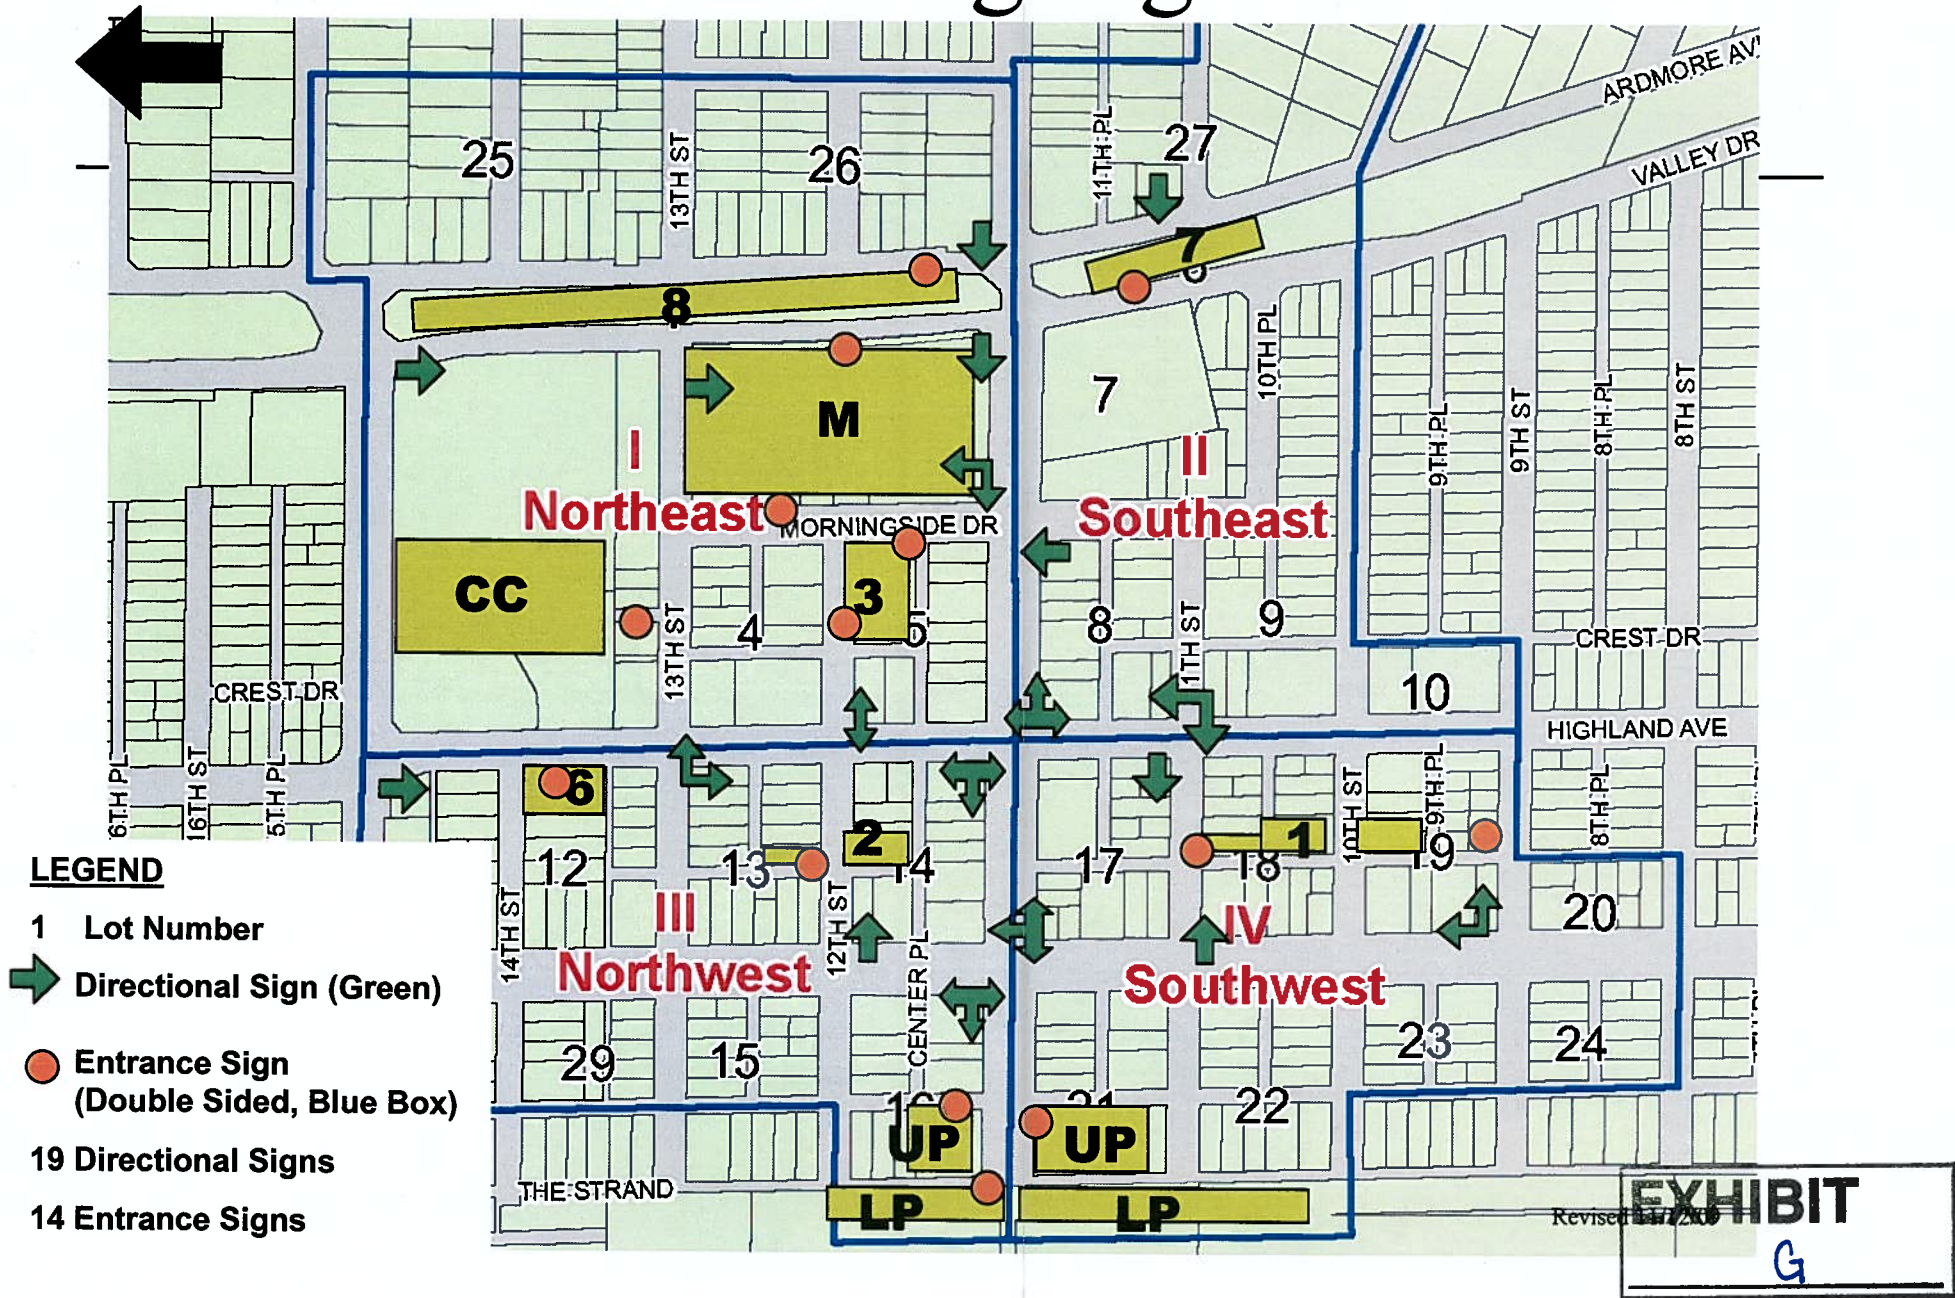 ARDMORE AV
VALLEY DR
11TH PL
27
25
13TH ST
26
7
8
10TH PL
M
7
I
Northeast
II
Southeast
9TH PL
9TH ST
8TH PL
8TH ST
MORNINGSIDE DR
CC
3
4
8
9
13TH ST
CREST DR
CREST DR
10
HIGHLAND AVE
6TH PL
16TH ST
5TH PL
6
2
1
10TH ST
9TH PL
8TH PL
12
13
14
17
18
19
20
14TH ST
III
Northwest
12TH ST
CENTER PL
IV
Southwest
29
15
23
24
22
21
UP
UP
LP
LP
THE STRAND
LEGEND
1 Lot Number
Directional Sign (Green)
Entrance Sign
(Double Sided, Blue Box)
19 Directional Signs
14 Entrance Signs
Revised
EXHIBIT
G